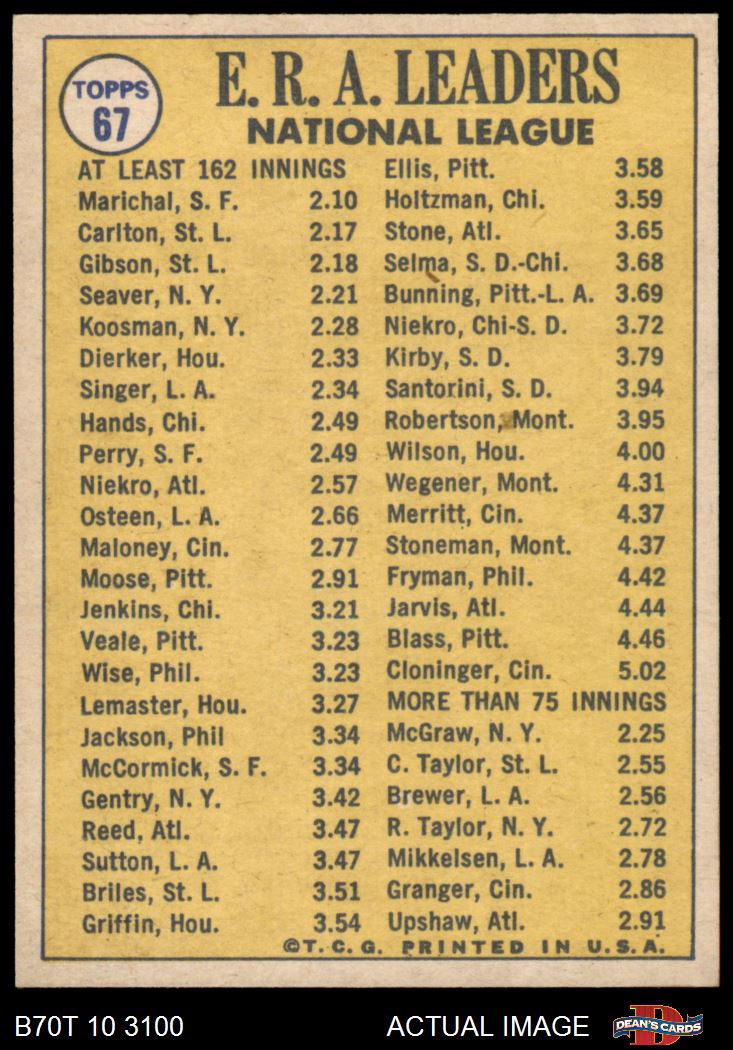 TOPPS
67
E. R. A. LEADERS
NATIONAL LEAGUE
AT LEAST 162 INNINGS
Marichal, S. F. 2.10
Carlton, St. L. 2.17
Gibson, St. L. 2.18
Seaver, N. Y. 2.21
Koosman, N. Y. 2.28
Dierker, Hou. 2.33
Singer, L. A. 2.34
Hands, Chi. 2.49
Perry, S. F. 2.49
Niekro, Atl. 2.57
Osteen, L. A. 2.66
Maloney, Cin. 2.77
Moose, Pitt. 2.91
Jenkins, Chi. 3.21
Veale, Pitt. 3.23
Wise, Phil. 3.23
Lemaster, Hou. 3.27
Jackson, Phil 3.34
McCormick, S. F. 3.34
Gentry, N. Y. 3.42
Reed, Atl. 3.47
Sutton, L. A. 3.47
Briles, St. L. 3.51
Griffin, Hou. 3.54
Ellis, Pitt. 3.58
Holtzman, Chi. 3.59
Stone, Atl. 3.65
Selma, S. D.-Chi. 3.68
Bunning, Pitt.-L. A. 3.69
Niekro, Chi-S. D. 3.72
Kirby, S. D. 3.79
Santorini, S. D. 3.94
Robertson, Mont. 3.95
Wilson, Hou. 4.00
Wegener, Mont. 4.31
Merritt, Cin. 4.37
Stoneman, Mont. 4.37
Fryman, Phil. 4.42
Jarvis, Atl. 4.44
Blass, Pitt. 4.46
Cloninger, Cin. 5.02
MORE THAN 75 INNINGS
McGraw, N. Y. 2.25
C. Taylor, St. L. 2.55
Brewer, L. A. 2.56
R. Taylor, N. Y. 2.72
Mikkelsen, L. A. 2.78
Granger, Cin. 2.86
Upshaw, Atl. 2.91
©T. C. G. PRINTED IN U. S. A.
B70T 10 3100 ACTUAL IMAGE
D
DEAN'S CARDS